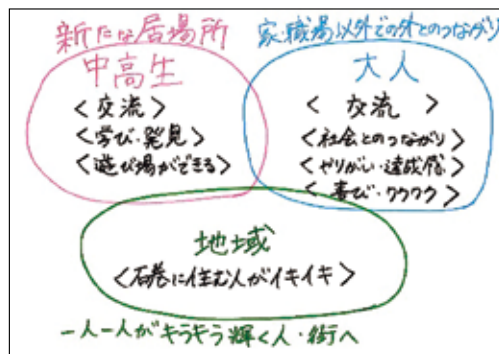 新たな居場所
中高生
<交流>
<学び・発見>
<遊び場ができる>
家・職場以外での外とのつながり
大人
< 交流 >
<社会とのつながり>
<やりがい・達成感>
<喜び・ワクワク>
地域
<石巻に住む人がイキイキ>
一人一人がキラキラ輝く人・街へ